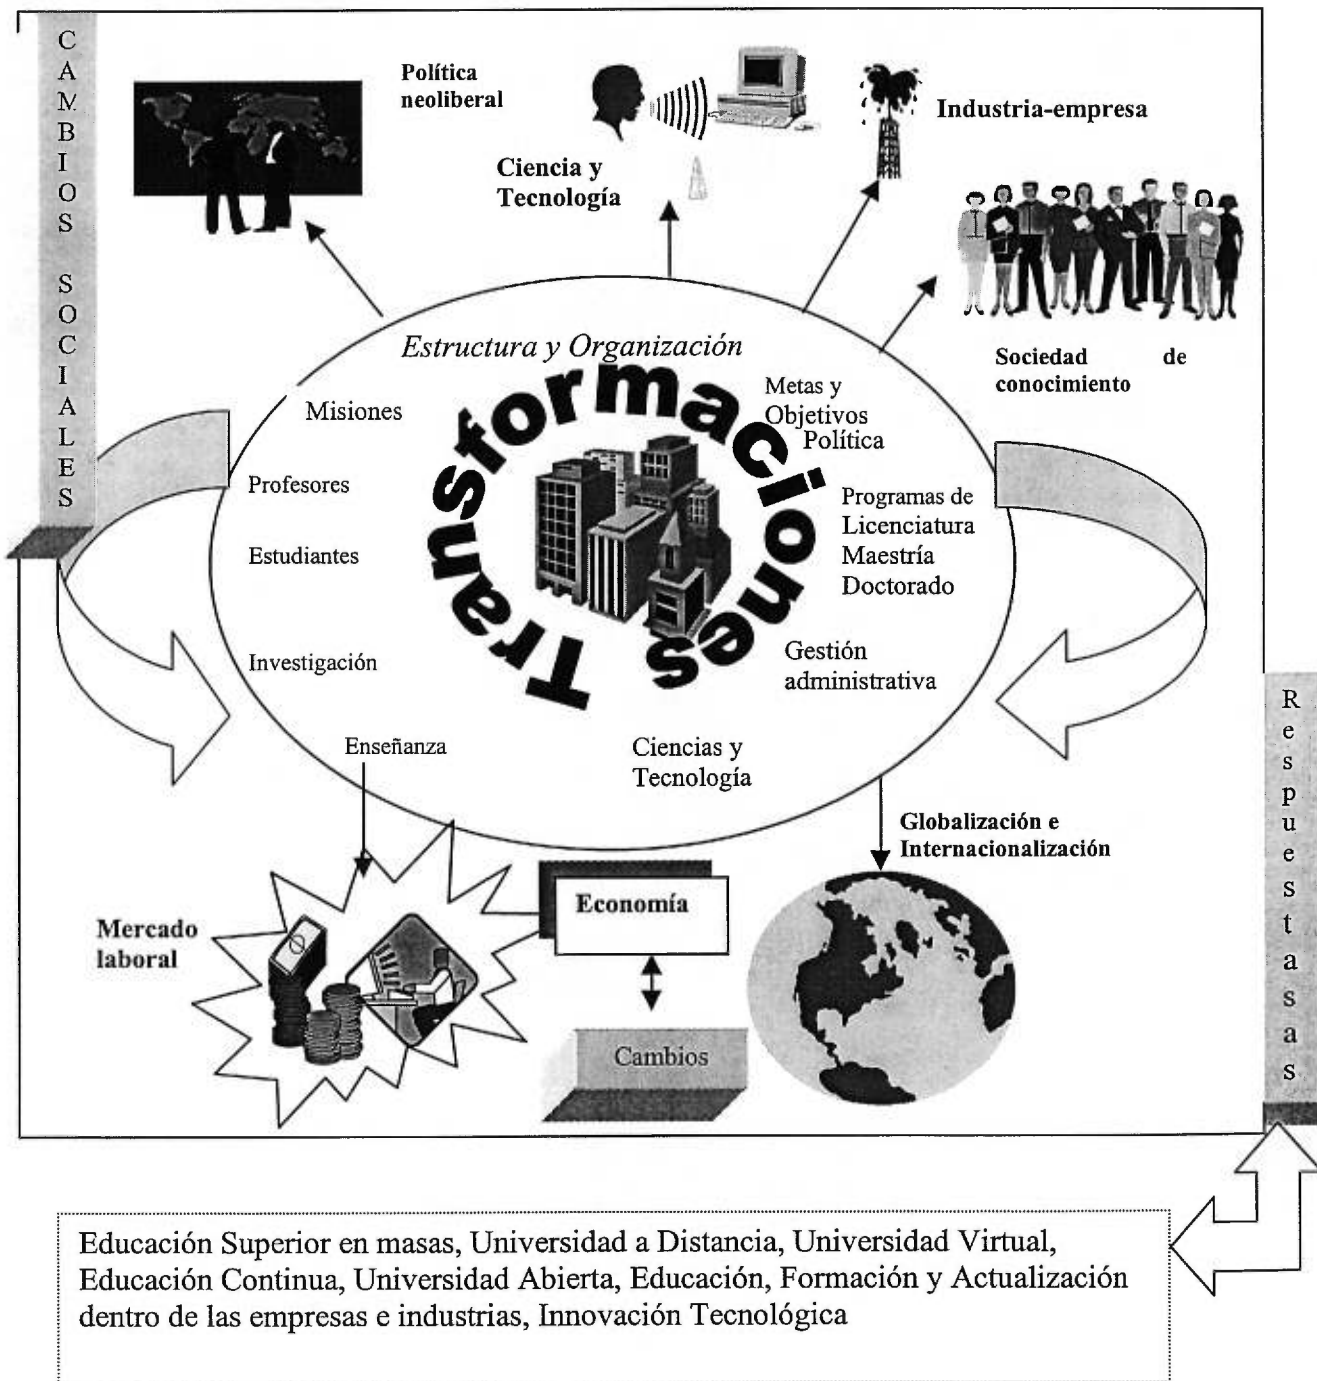 CAMBIOS SOCIALES
Política
neoliberal
Ciencia y
Tecnología
Industria-empresa
Sociedad de
conocimiento
Estructura y Organización
Transformaciones
Misiones
Metas y
Objetivos
Política
Profesores
Programas de
Licenciatura
Maestría
Doctorado
Estudiantes
Investigación
Gestión
administrativa
Enseñanza
Ciencias y
Tecnología
Globalización e
Internacionalización
Mercado
laboral
Economía
Cambios
Respuestasas
Educación Superior en masas, Universidad a Distancia, Universidad Virtual,
Educación Continua, Universidad Abierta, Educación, Formación y Actualización
dentro de las empresas e industrias, Innovación Tecnológica